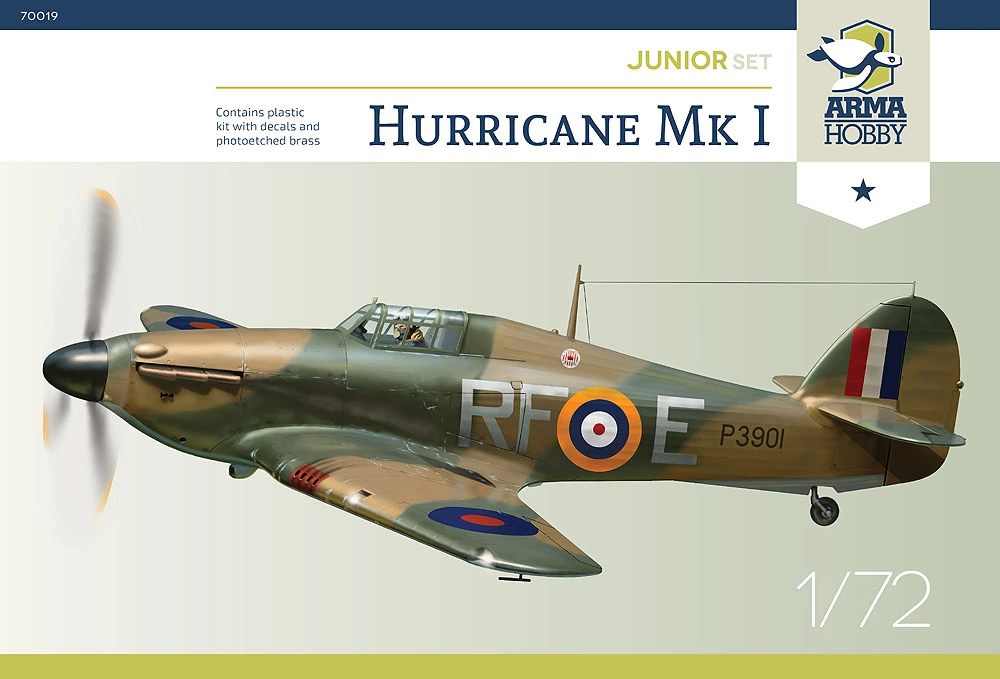 70019
JUNIOR SET
Contains plastic
kit with decals and
photoetched brass
HURRICANE MK I
ARMA
HOBBY
RF E
P3901
1/72